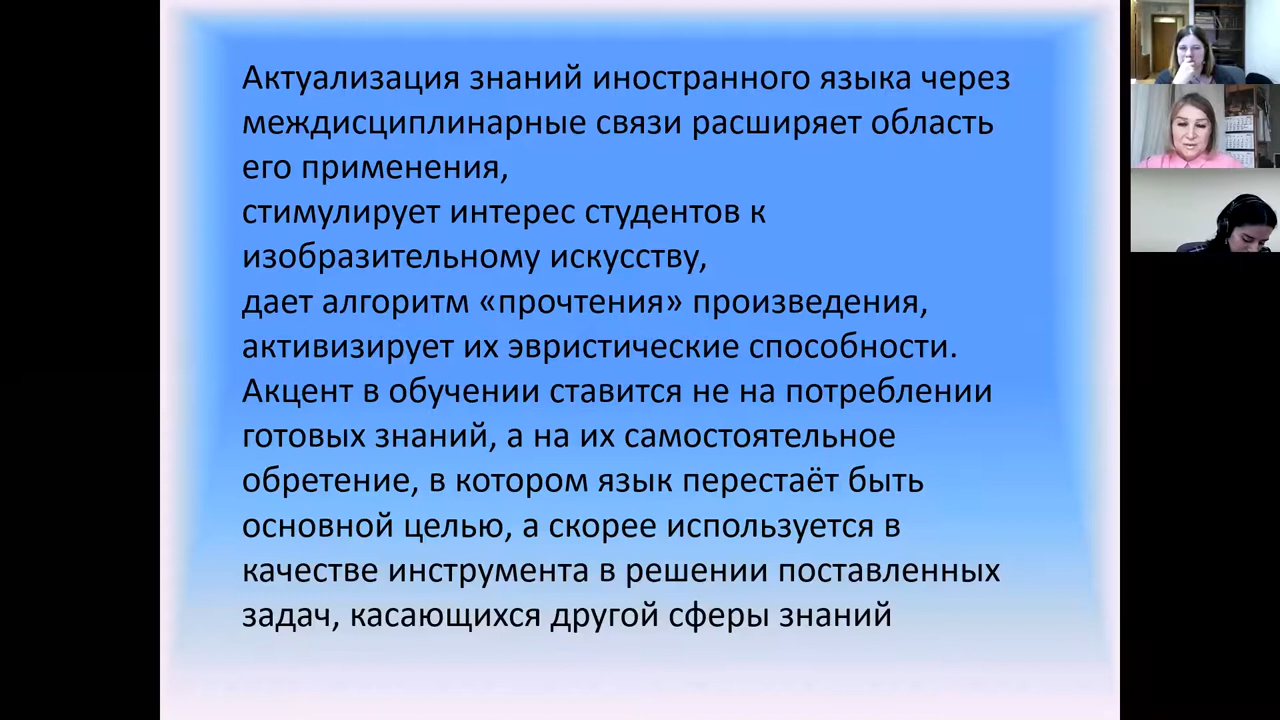 Актуализация знаний иностранного языка через
междисциплинарные связи расширяет область
его применения,
стимулирует интерес студентов к
изобразительному искусству,
дает алгоритм «прочтения» произведения,
активизирует их эвристические способности.
Акцент в обучении ставится не на потреблении
готовых знаний, а на их самостоятельное
обретение, в котором язык перестаёт быть
основной целью, а скорее используется в
качестве инструмента в решении поставленных
задач, касающихся другой сферы знаний